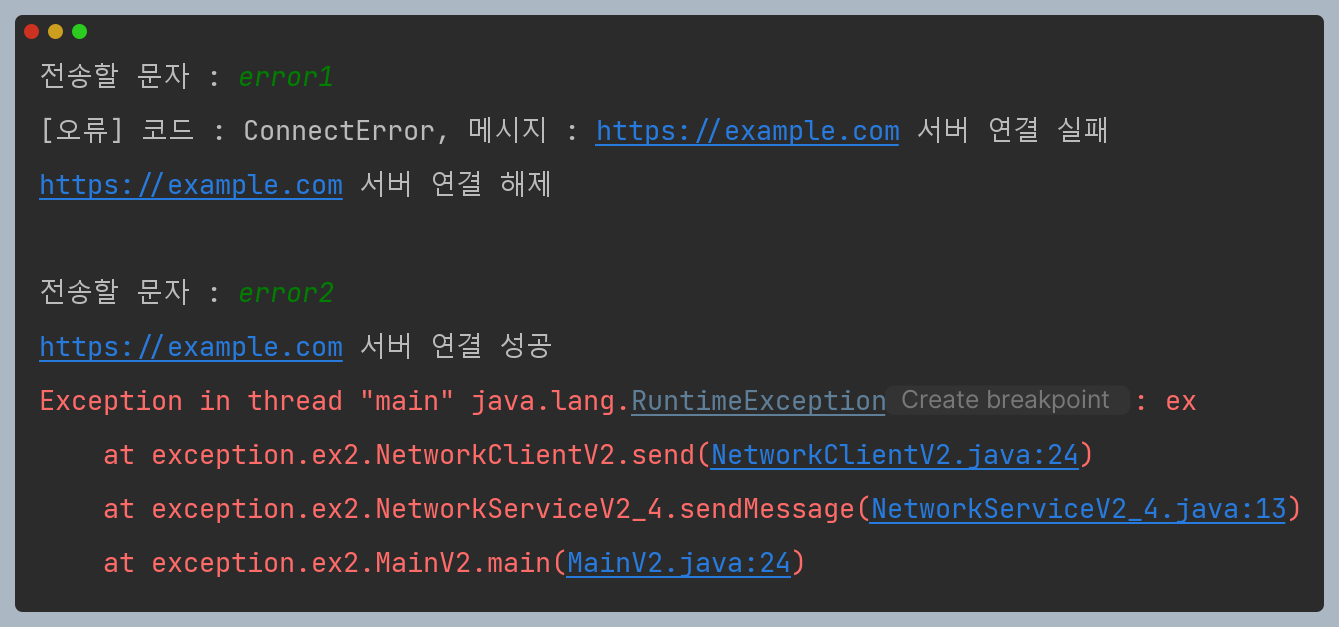 전송할 문자 : error1
[오류] 코드 : ConnectError, 메시지 : https://example.com 서버 연결 실패
https://example.com 서버 연결 해제
전송할 문자 : error2
https://example.com 서버 연결 성공
Exception in thread "main" java.lang.RuntimeException Create breakpoint : ex
at exception.ex2.NetworkClientV2.send(NetworkClientV2.java:24)
at exception.ex2.NetworkServiceV2_4.sendMessage(NetworkServiceV2_4.java:13)
at exception.ex2.MainV2.main(MainV2.java:24)